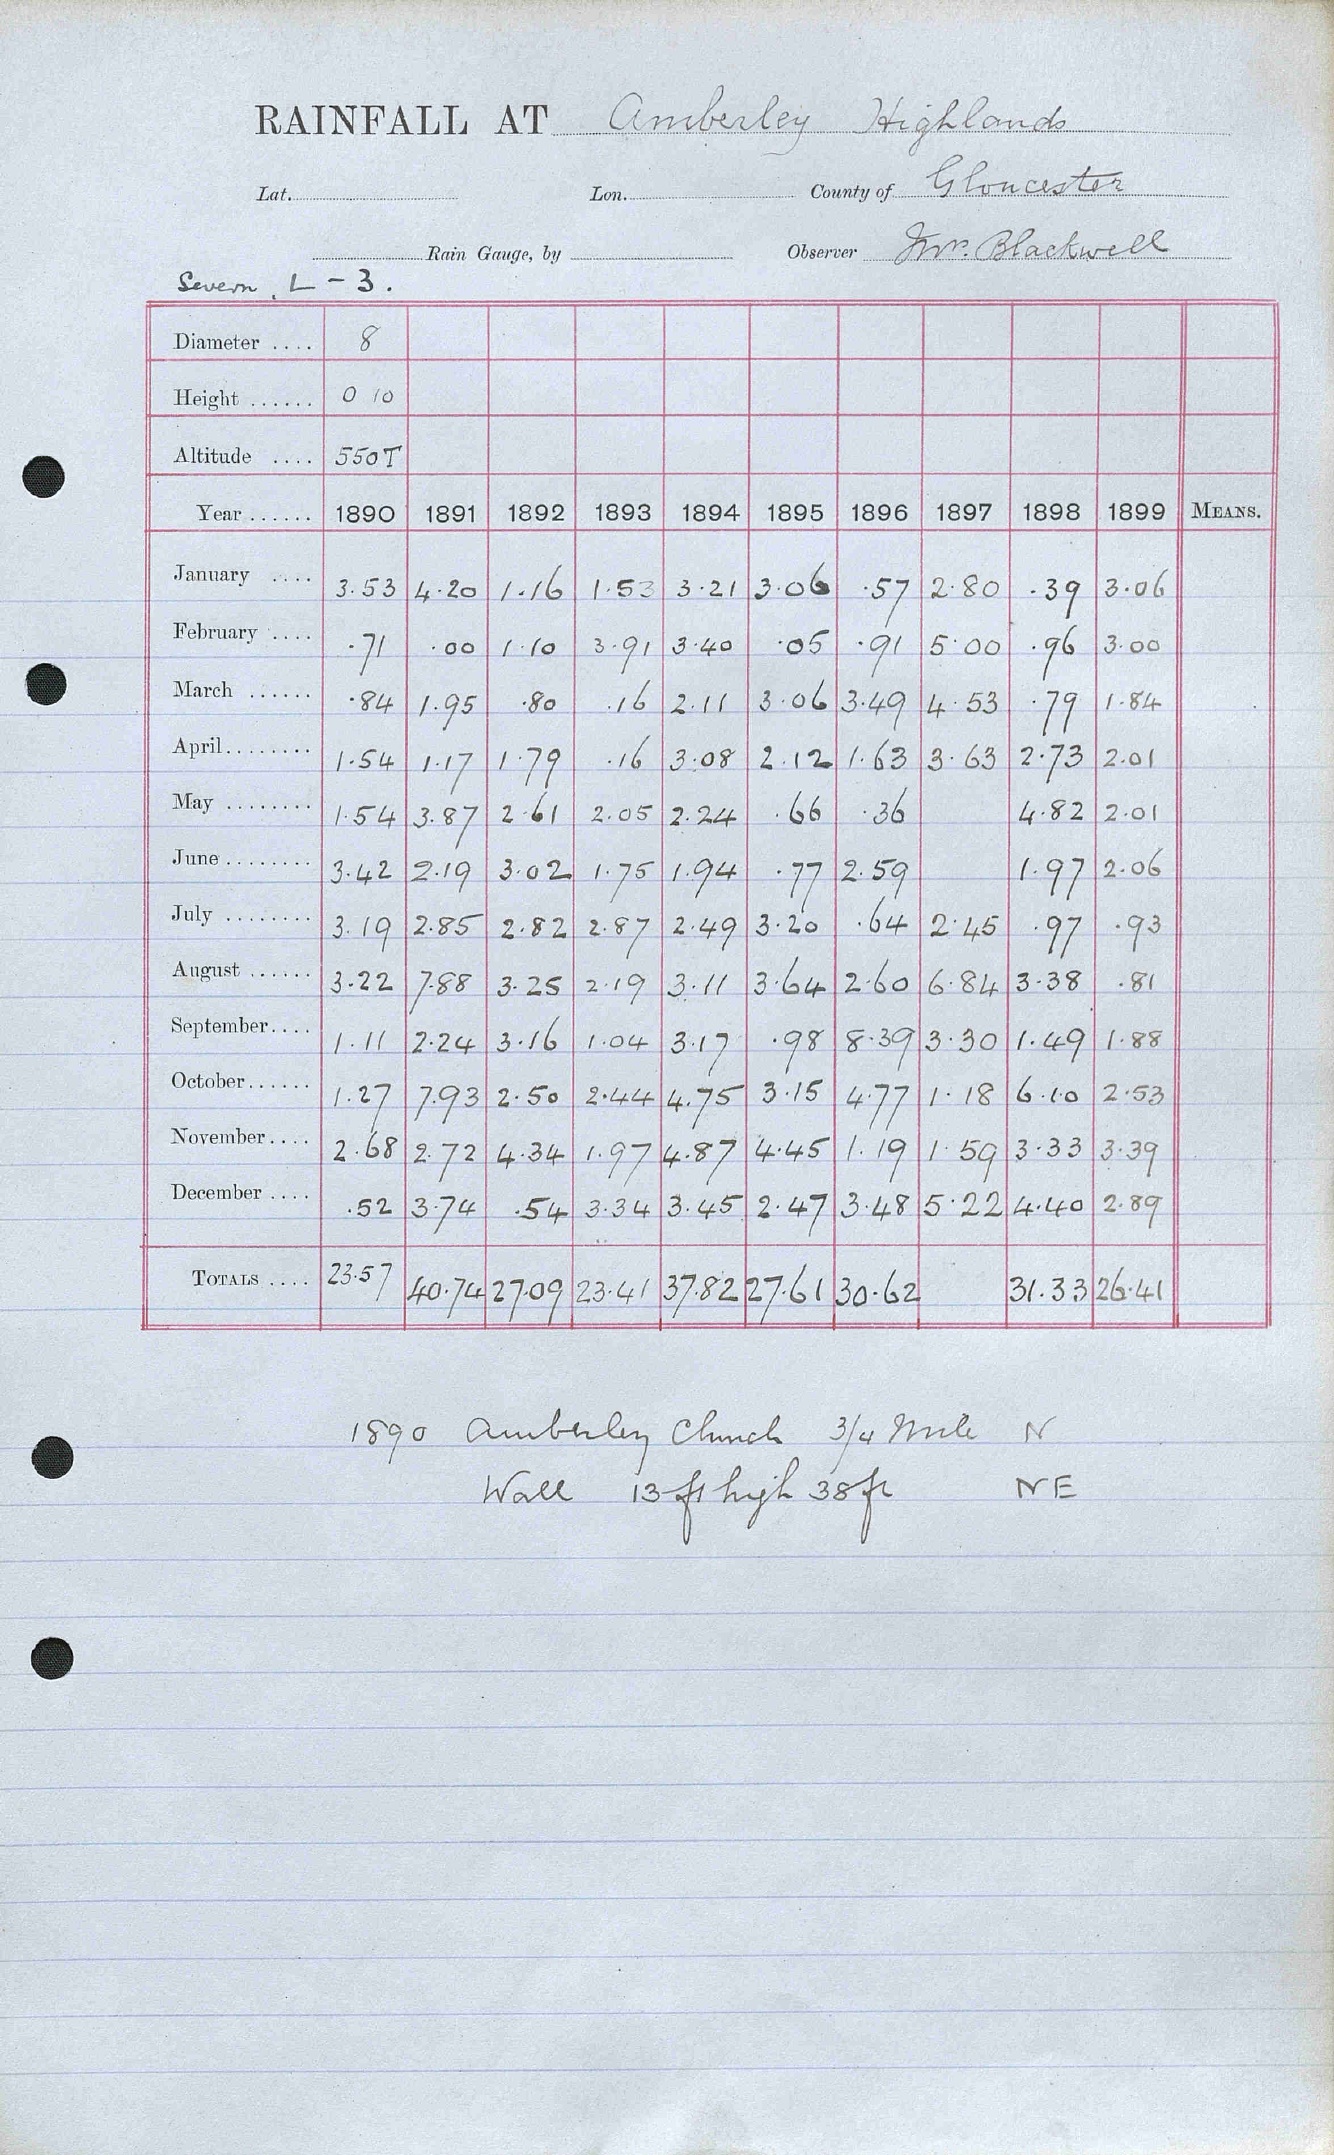 RAINFALL AT Amberley Highlands
Lat. Lon. County of Gloucester
Rain Gauge, by Observer Blackwell
Severn, L - 3.
Diameter .... 8
Height ...... 0 10
Altitude .... 550T
Year ...... 1890 1891 1892 1893 1894 1895 1896 1897 1898 1899 MEANS.
January .... 3.53 4.20 1.16 1.53 3.21 3.06 .57 2.80 .39 3.06
February .... .71 .00 1.10 3.91 3.40 .05 .91 5.00 .96 3.00
March ...... .84 1.95 .80 .16 2.11 3.06 3.49 4.53 .79 1.84
April........ 1.54 1.17 1.79 .16 3.08 2.12 1.63 3.63 2.73 2.01
May ........ 1.54 3.87 2.61 2.05 2.24 .66 .36 4.82 2.01
June ........ 3.42 2.19 3.02 1.75 1.94 .77 2.59 1.97 2.06
July ........ 3.19 2.85 2.82 2.87 2.49 3.20 .64 2.45 .97 .93
August ...... 3.22 7.88 3.25 2.19 3.11 3.64 2.60 6.84 3.38 .81
September.... 1.11 2.24 3.16 1.04 3.17 .98 8.39 3.30 1.49 1.88
October...... 1.27 7.93 2.50 2.44 4.75 3.15 4.77 1.18 6.10 2.53
November.... 2.68 2.72 4.34 1.97 4.87 4.45 1.19 1.59 3.33 3.39
December .... .52 3.74 .54 3.34 3.45 2.47 3.48 5.22 4.40 2.89
TOTALS .... 23.57 40.74 27.09 23.41 37.82 27.61 30.62 31.33 26.41
1890 Amberley Church 3/4 Mile N
Wall 13 ft high 38 ft NE